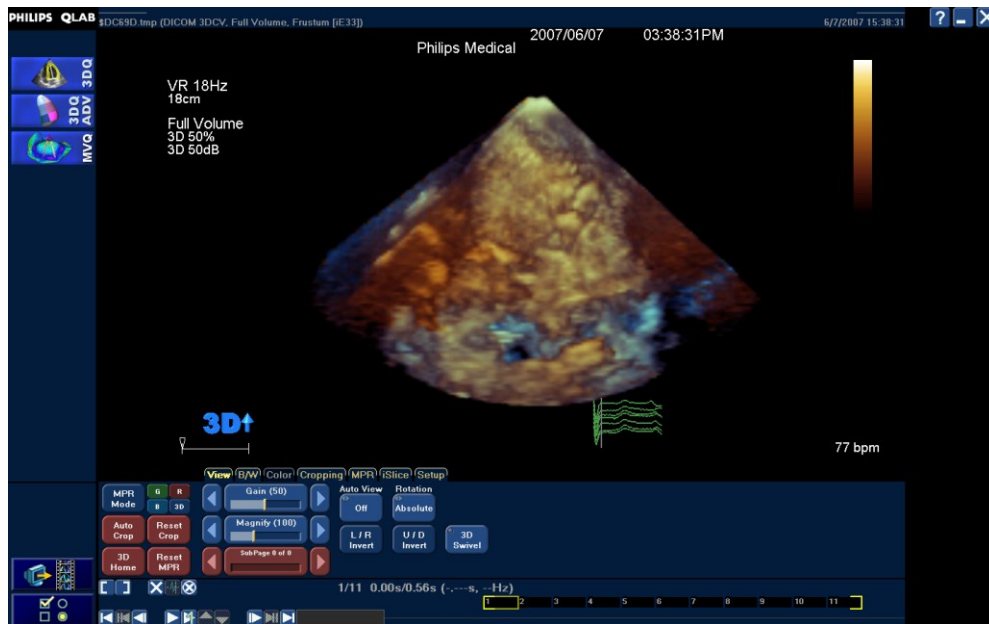 PHILIPS QLAB $DC69D.tmp (DICOM 3DCV, Full Volume, Frustum [iE33]) 6/7/2007 15:38:31 ?
Philips Medical 2007/06/07 03:38:31PM
3DQ
3DQ ADV
MVQ
VR 18Hz
18cm
Full Volume
3D 50%
3D 50dB
3D
77 bpm
View B/W Color Cropping MPR iSlice Setup
MPR Mode G R B 3D Gain (50) Auto View Off Rotation Absolute
Auto Crop Reset Crop Magnify (100) L / R Invert U / D Invert 3D Swivel
3D Home Reset MPR SubPage 0 of 0
1/11 0.00s/0.56s (-.---s, --Hz)
1 2 3 4 5 6 7 8 9 10 11